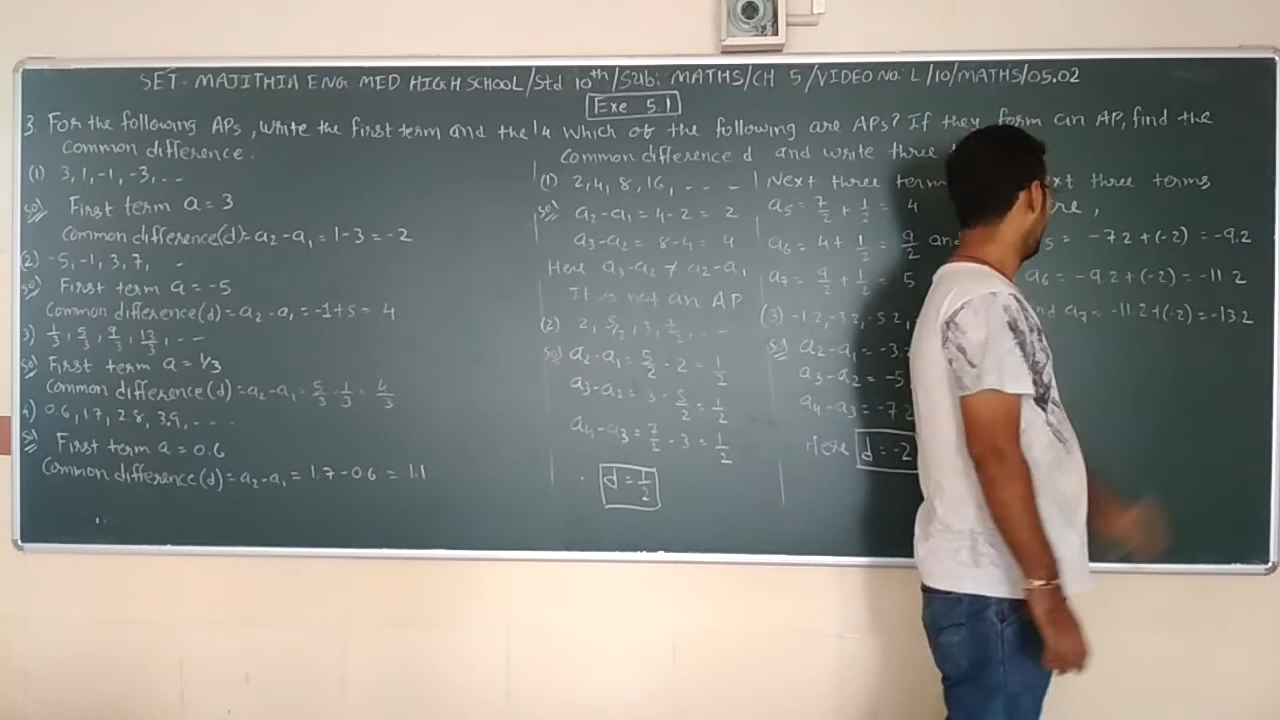 SET- MAJITHIA ENG. MED HIGH SCHOOL/Std 10th/Sub: MATHS/CH 5/VIDEO NO: L/10/MATHS/05.02
Exe 5.1
3. For the following APs, write the first term and the
Common difference.
(1) 3, 1, -1, -3, ...
Sol First term a = 3
Common difference(d) = a2 - a1 = 1 - 3 = -2
(2) -5, -1, 3, 7,
Sol First term a = -5
Common difference(d) = a2 - a1 = -1+5 = 4
3) 1/3, 5/3, 9/3, 13/3, ...
Sol First term a = 1/3
Common difference (d) = a2 - a1 = 5/3 - 1/3 = 4/3
4) 0.6, 1.7, 2.8, 3.9, ...
Sol First term a = 0.6
Common difference (d) = a2 - a1 = 1.7 - 0.6 = 1.1
4 Which of the following are APs? If they form an AP, find the
Common difference d and write three
(1) 2, 4, 8, 16, ...
Sol a2 - a1 = 4 - 2 = 2
a3 - a2 = 8 - 4 = 4
Here a3 - a2 ≠ a2 - a1
It is not an AP
(2) 2, 5/2, 3, 7/2, ...
Sol a2 - a1 = 5/2 - 2 = 1/2
a3 - a2 = 3 - 5/2 = 1/2
a4 - a3 = 7/2 - 3 = 1/2
d = 1/2
Next three
a5 = 7/2 + 1/2 = 4
a6 = 4 + 1/2 = 9/2 and
a7 = 9/2 + 1/2 = 5
(3) -1.2, -3.2, -5.2,
Sol a2 - a1 = -3.
a3 - a2 = -5
a4 - a3 = -7.2
Here d = -2
three terms
= -7.2 + (-2) = -9.2
a6 = -9.2 + (-2) = -11.2
and a7 = -11.2 + (-2) = -13.2